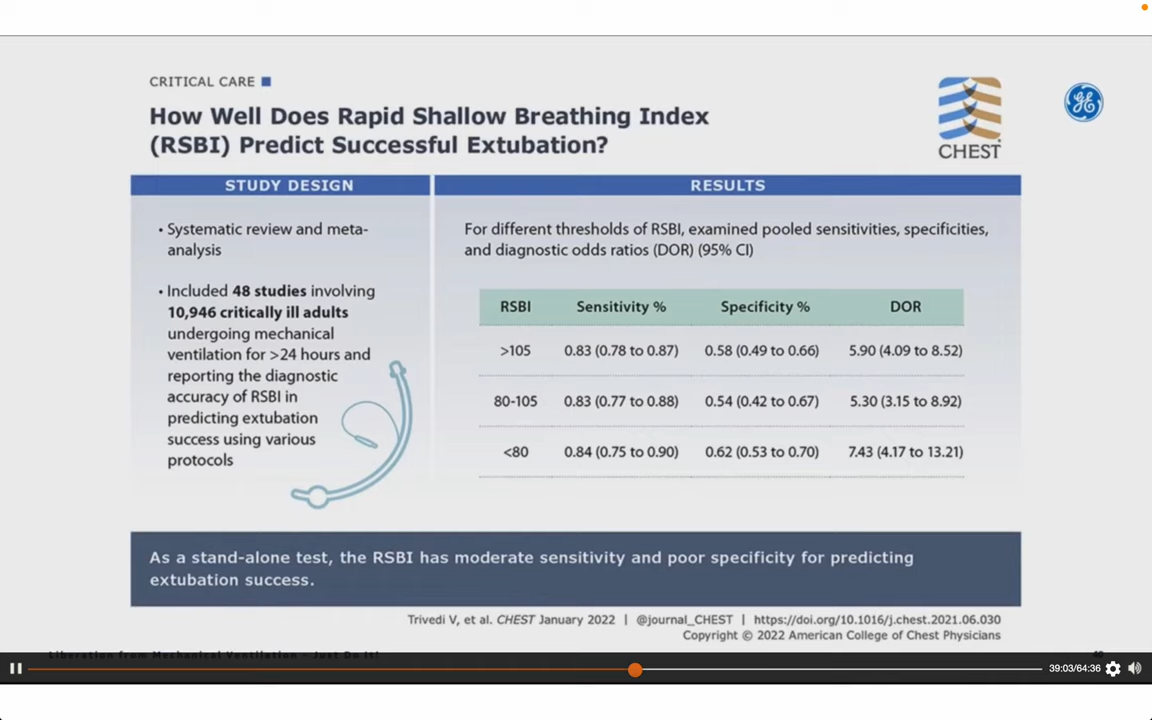 CRITICAL CARE
How Well Does Rapid Shallow Breathing Index
(RSBI) Predict Successful Extubation?
CHEST
GE
STUDY DESIGN
• Systematic review and meta-
analysis
• Included 48 studies involving
10,946 critically ill adults
undergoing mechanical
ventilation for >24 hours and
reporting the diagnostic
accuracy of RSBI in
predicting extubation
success using various
protocols
RESULTS
For different thresholds of RSBI, examined pooled sensitivities, specificities,
and diagnostic odds ratios (DOR) (95% CI)
RSBI Sensitivity % Specificity % DOR
>105 0.83 (0.78 to 0.87) 0.58 (0.49 to 0.66) 5.90 (4.09 to 8.52)
80-105 0.83 (0.77 to 0.88) 0.54 (0.42 to 0.67) 5.30 (3.15 to 8.92)
<80 0.84 (0.75 to 0.90) 0.62 (0.53 to 0.70) 7.43 (4.17 to 13.21)
As a stand-alone test, the RSBI has moderate sensitivity and poor specificity for predicting
extubation success.
Trivedi V, et al. CHEST January 2022 | @journal_CHEST | https://doi.org/10.1016/j.chest.2021.06.030
Copyright © 2022 American College of Chest Physicians
Liberation from Mechanical Ventilation - Just Do It!
39:03/64:36